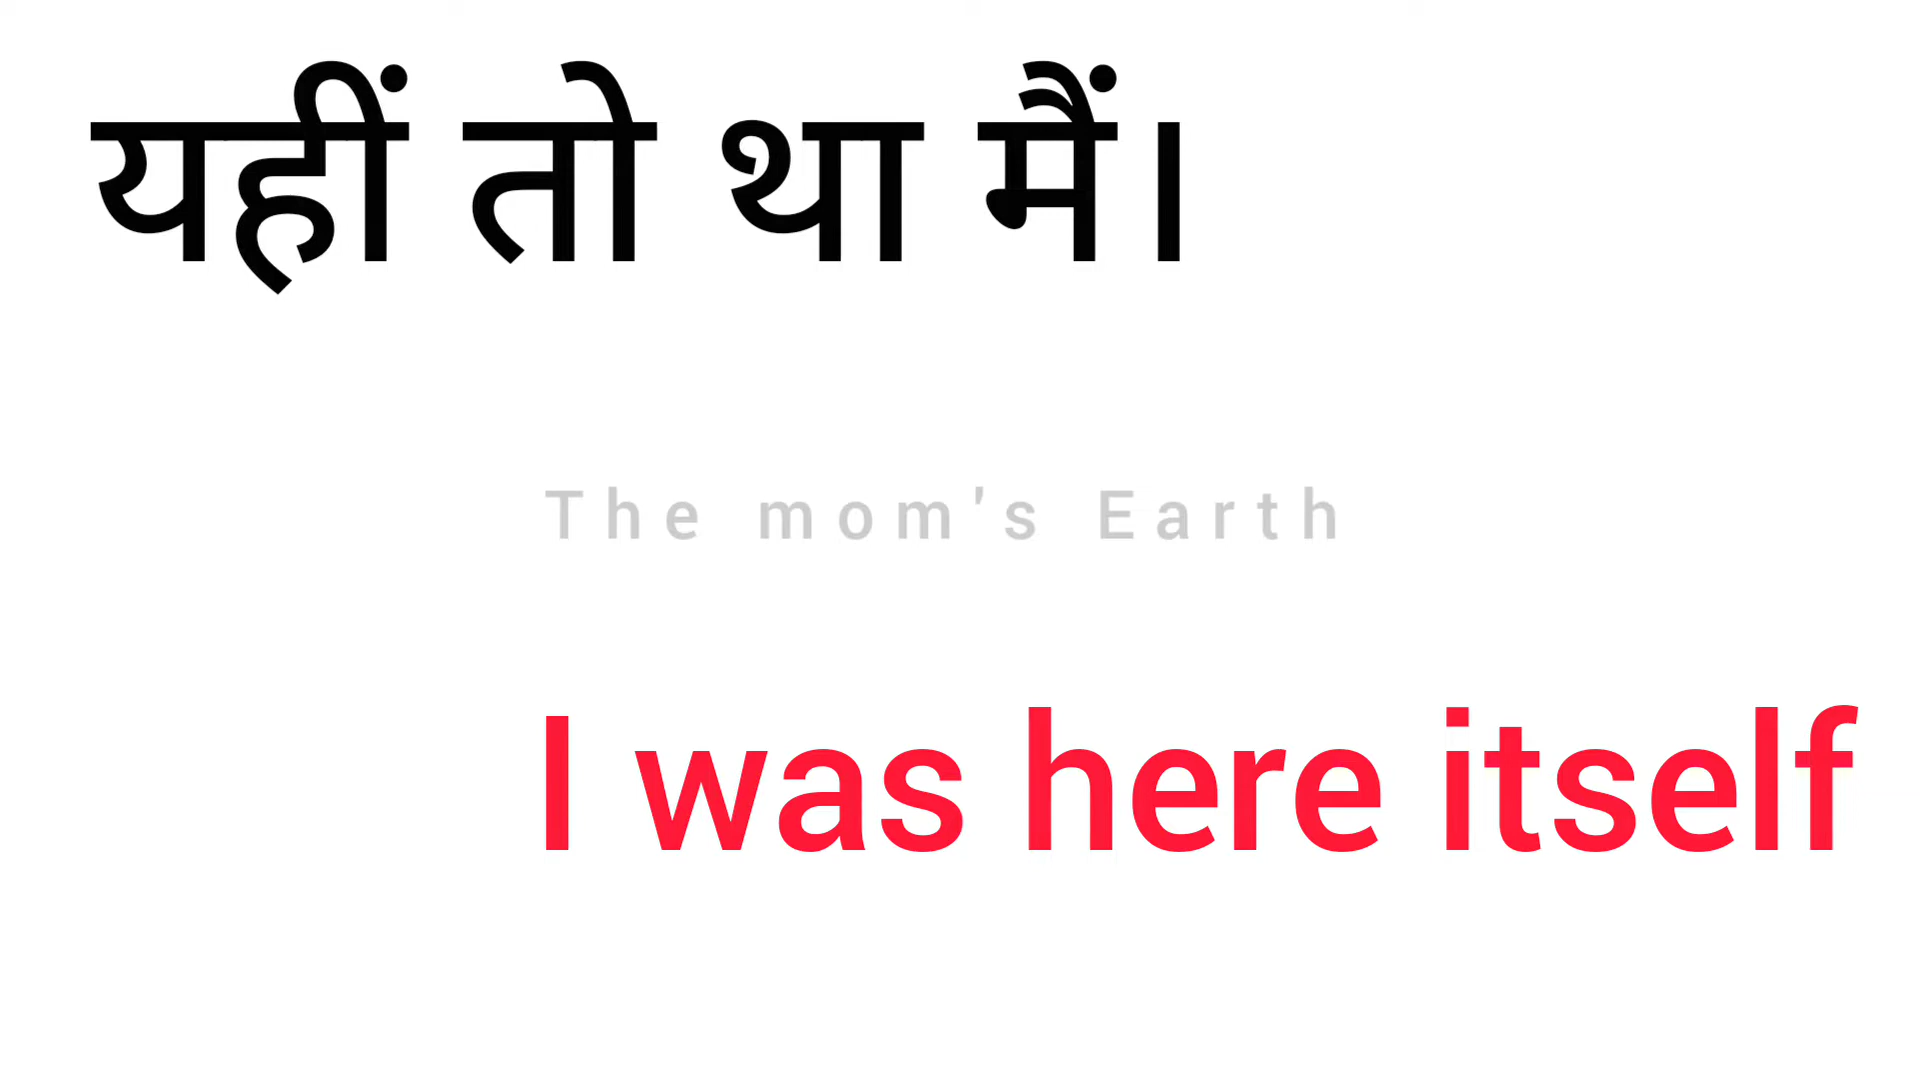 यहीं तो था मैं।
The mom's Earth
I was here itself